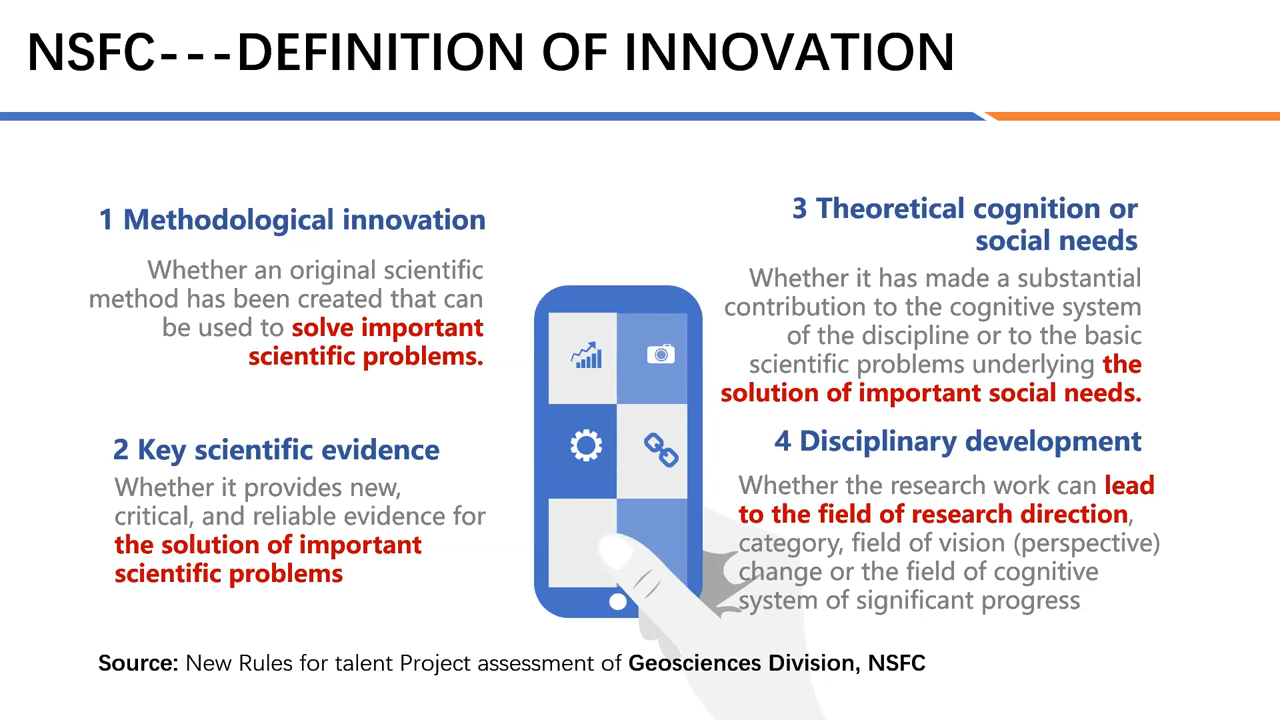 NSFC---DEFINITION OF INNOVATION
1 Methodological innovation
Whether an original scientific
method has been created that can
be used to solve important
scientific problems.
2 Key scientific evidence
Whether it provides new,
critical, and reliable evidence for
the solution of important
scientific problems
3 Theoretical cognition or
social needs
Whether it has made a substantial
contribution to the cognitive system
of the discipline or to the basic
scientific problems underlying the
solution of important social needs.
4 Disciplinary development
Whether the research work can lead
to the field of research direction,
category, field of vision (perspective)
change or the field of cognitive
system of significant progress
Source: New Rules for talent Project assessment of Geosciences Division, NSFC